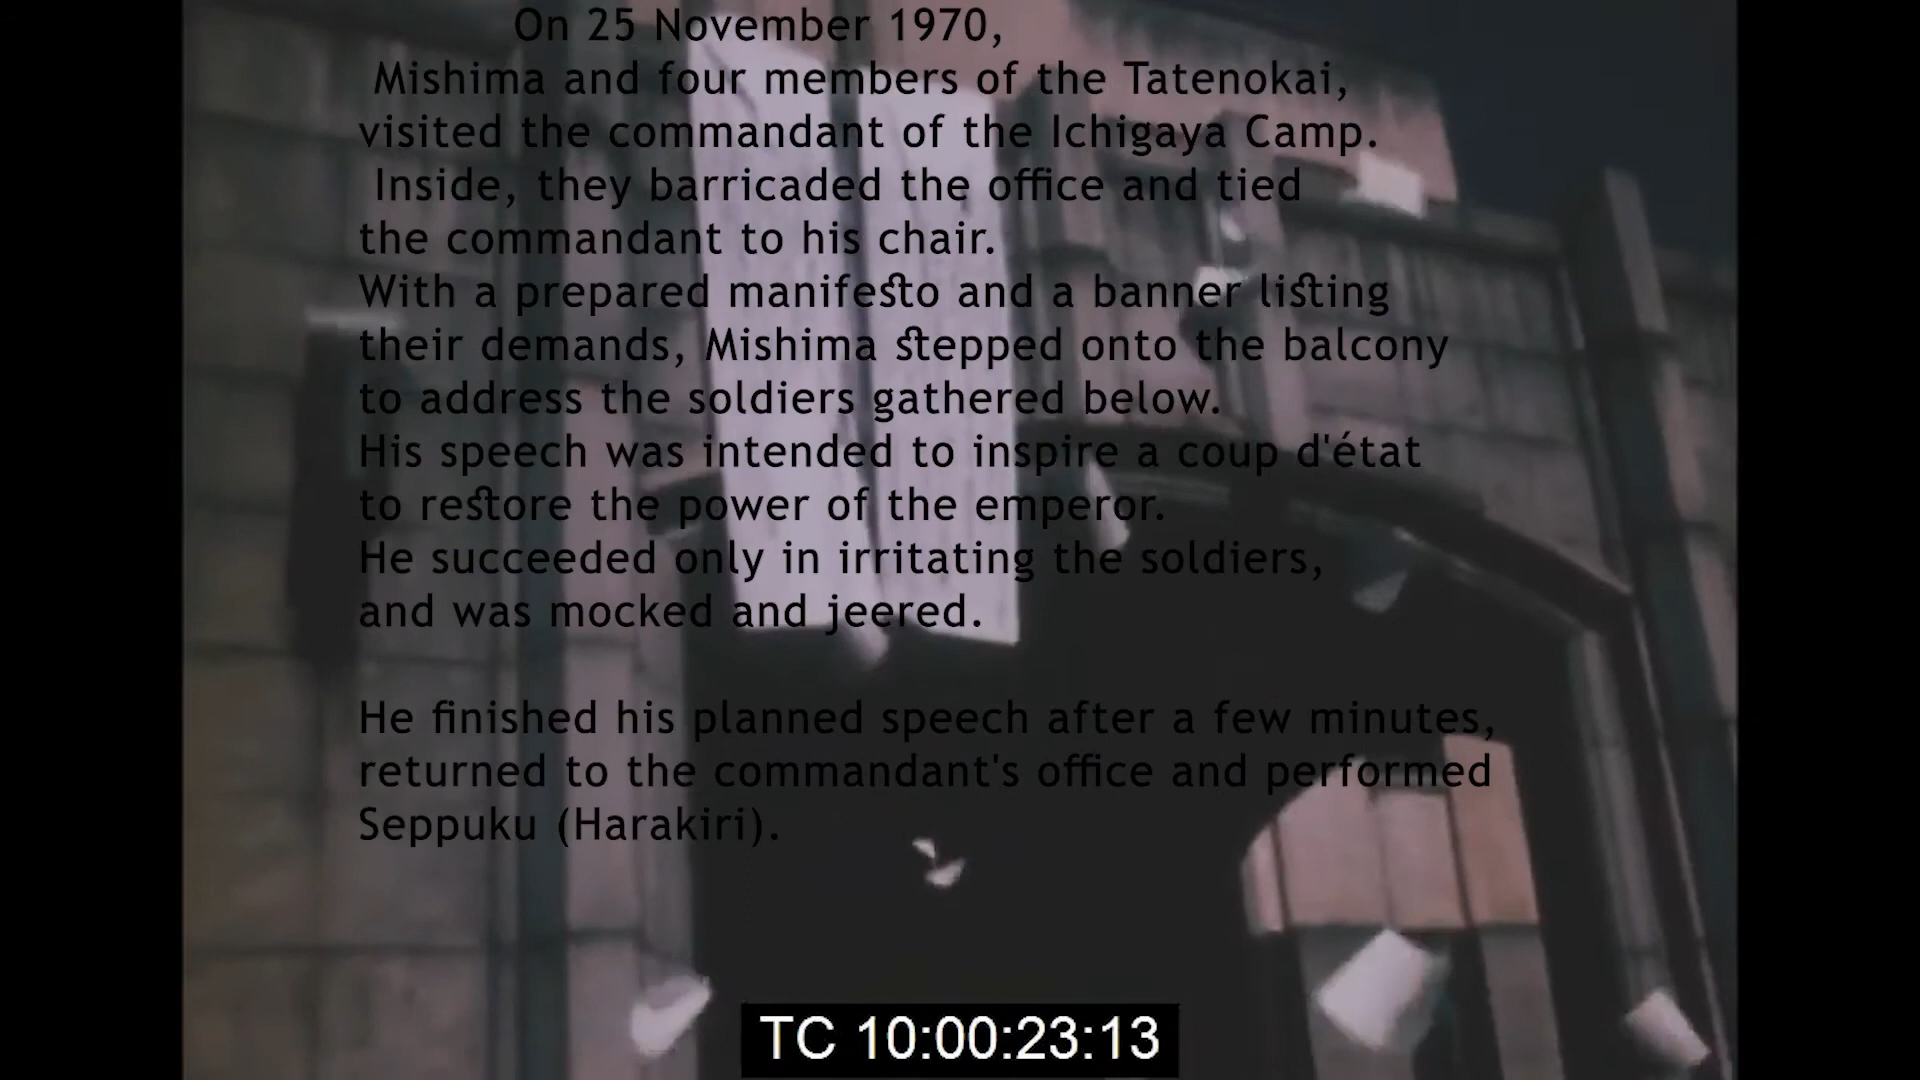 On 25 November 1970,
Mishima and four members of the Tatenokai,
visited the commandant of the Ichigaya Camp.
Inside, they barricaded the office and tied
the commandant to his chair.
With a prepared manifesto and a banner listing
their demands, Mishima stepped onto the balcony
to address the soldiers gathered below.
His speech was intended to inspire a coup d'état
to restore the power of the emperor.
He succeeded only in irritating the soldiers,
and was mocked and jeered.
He finished his planned speech after a few minutes,
returned to the commandant's office and performed
Seppuku (Harakiri).
TC 10:00:23:13